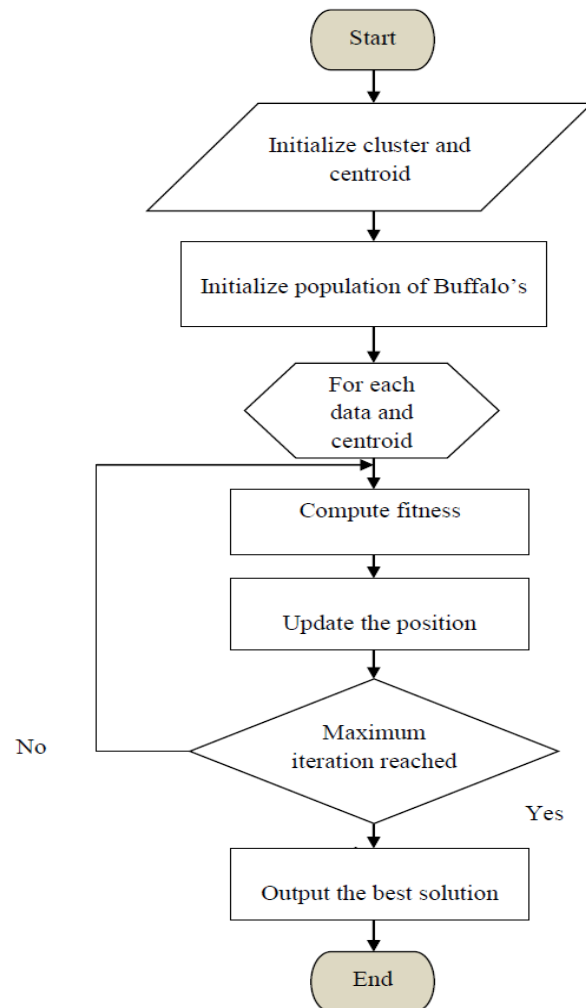 Start
Initialize cluster and
centroid
Initialize population of Buffalo's
For each
data and
centroid
Compute fitness
Update the position
Maximum
iteration reached
No
Yes
Output the best solution
End